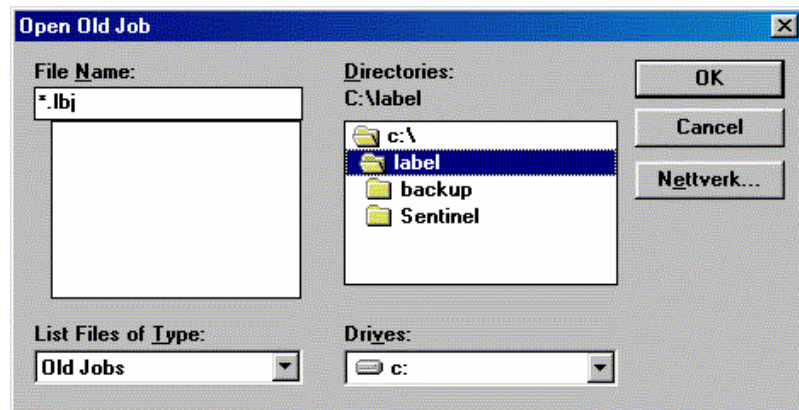 Open Old Job
File Name:
*.lbj
Directories:
C:\label
c:\
label
backup
Sentinel
OK
Cancel
Nettverk...
List Files of Type:
Old Jobs
Drives:
c: